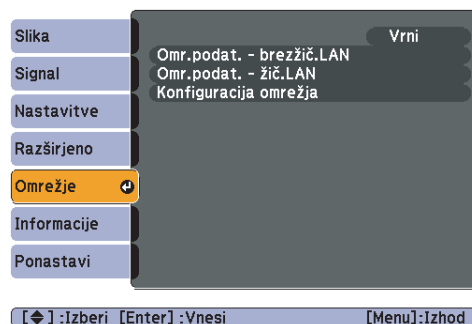 Slika
Signal
Nastavitve
Razširjeno
Omrežje
Informacije
Ponastavi
Vrni
Omr.podat. - brezžič.LAN
Omr.podat. - žič.LAN
Konfiguracija omrežja
[◆] :Izberi [Enter] :Vnesi [Menu]:Izhod